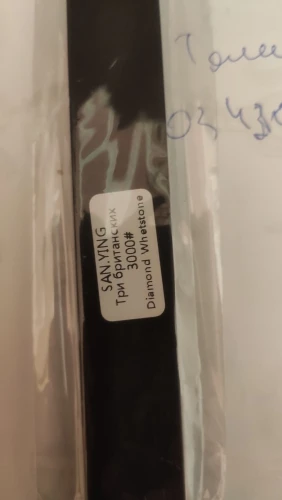 SAN.YING
Три британских
3000#
Diamond Whetstone